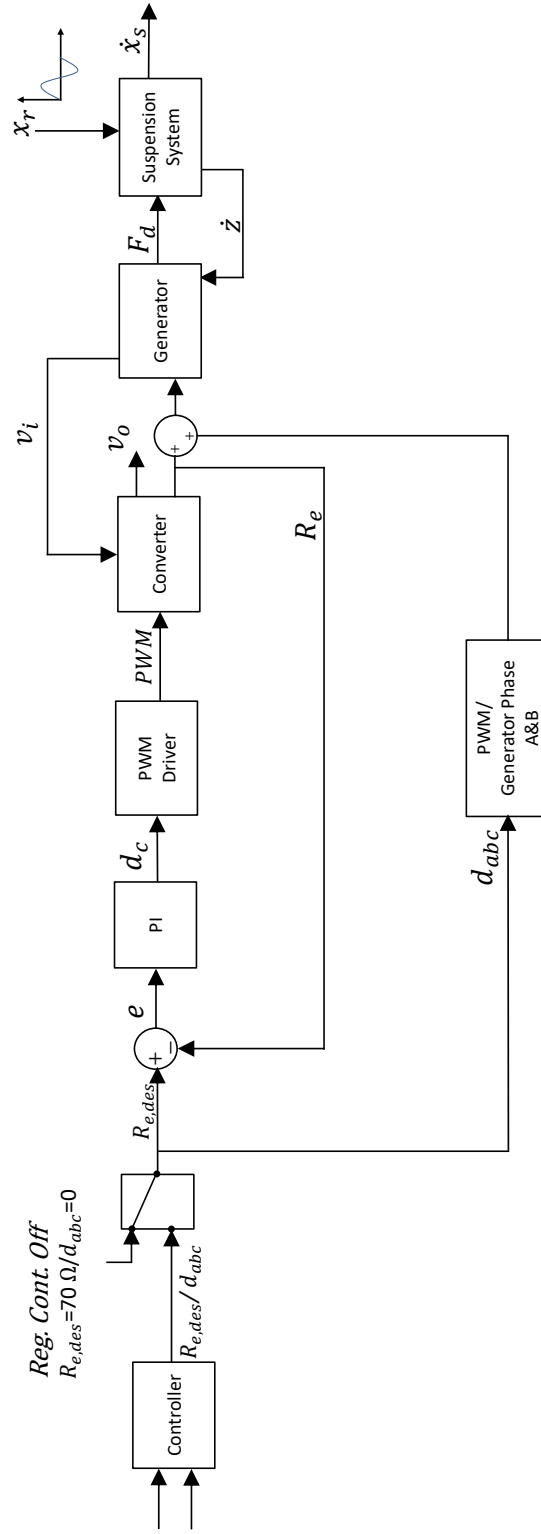 Reg. Cont. Off
R_{e,des}=70 Ω/d_{abc}=0
Controller
R_{e,des}/ d_{abc}
R_{e,des}
+
−
e
PI
d_c
PWM
Driver
PWM
Converter
v_i
v_o
+
+
Generator
F_d
ż
x_r
Suspension
System
ẋ_s
R_e
d_{abc}
PWM/
Generator Phase
A&B